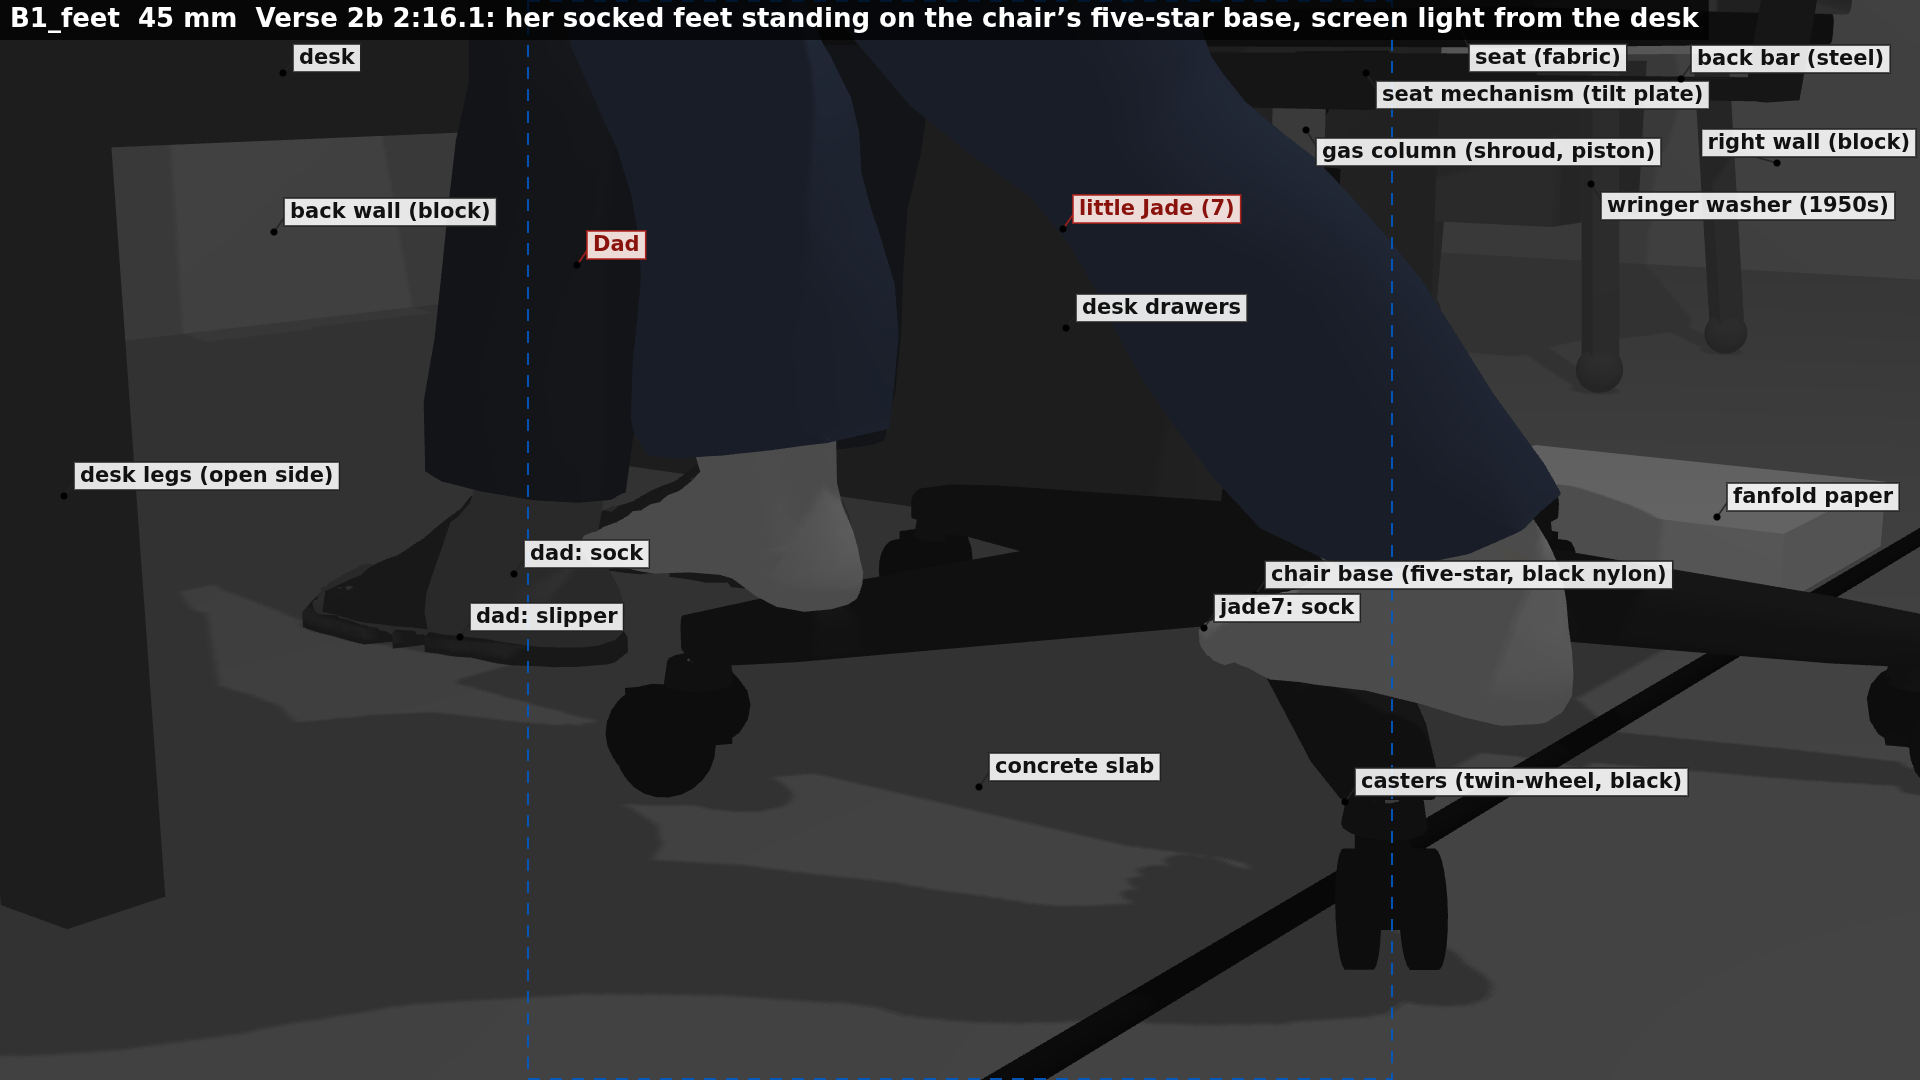 B1_feet  45 mm  Verse 2b 2:16.1: her socked feet standing on the chair’s five-star base, screen light from the desk
desk
seat (fabric)
back bar (steel)
seat mechanism (tilt plate)
gas column (shroud, piston)
right wall (block)
back wall (block)
little Jade (7)
wringer washer (1950s)
Dad
desk drawers
desk legs (open side)
fanfold paper
dad: sock
chair base (five-star, black nylon)
jade7: sock
dad: slipper
concrete slab
casters (twin-wheel, black)